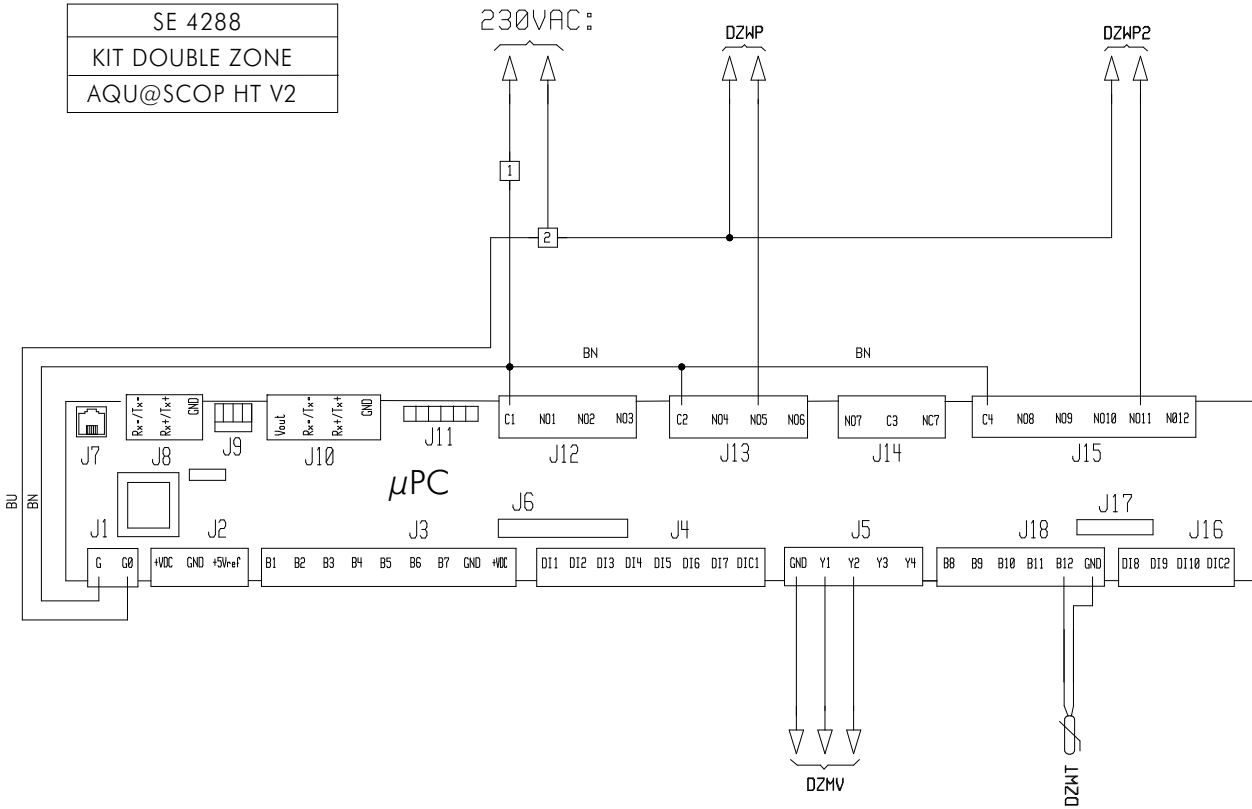 SE 4288
KIT DOUBLE ZONE
AQU@SCOP HT V2
230VAC:
DZWP
DZWP2
1
2
BN BN
BU
BN
Rx-/Tx-
Rx+/Tx+
GND
Vout
Rx-/Tx-
Rx+/Tx+
GND
C1 NO1 NO2 NO3
C2 NO4 NO5 NO6
NO7 C3 NC7
C4 NO8 NO9 NO10 NO11 NO12
J7 J8 J9 J10 J11 J12 J13 J14 J15
µPC
J1 J2 J3 J6 J4 J5 J18 J17 J16
G G0
+VDC GND +5Vref
B1 B2 B3 B4 B5 B6 B7 GND +VDC
DI1 DI2 DI3 DI4 DI5 DI6 DI7 DIC1
GND Y1 Y2 Y3 Y4
B8 B9 B10 B11 B12 GND
DI8 DI9 DI10 DIC2
DZMV
DZWT